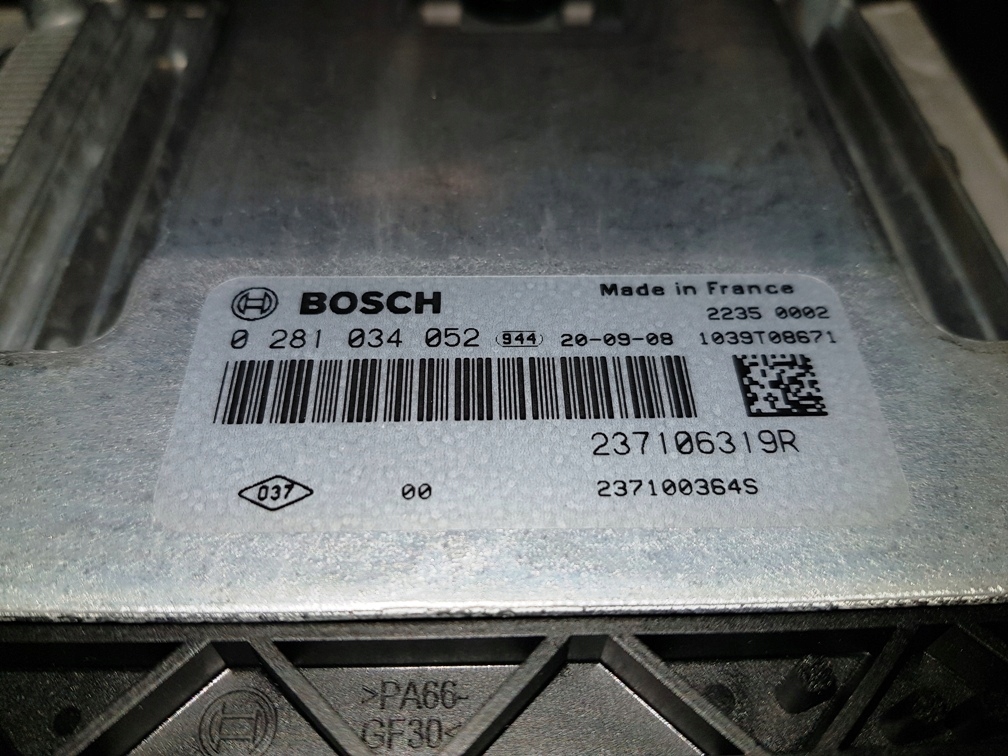 BOSCH
Made in France
2235 0002
0 281 034 052 944 20-09-08 1039T08671
237106319R
037 00 237100364S
>PA66-
GF30<